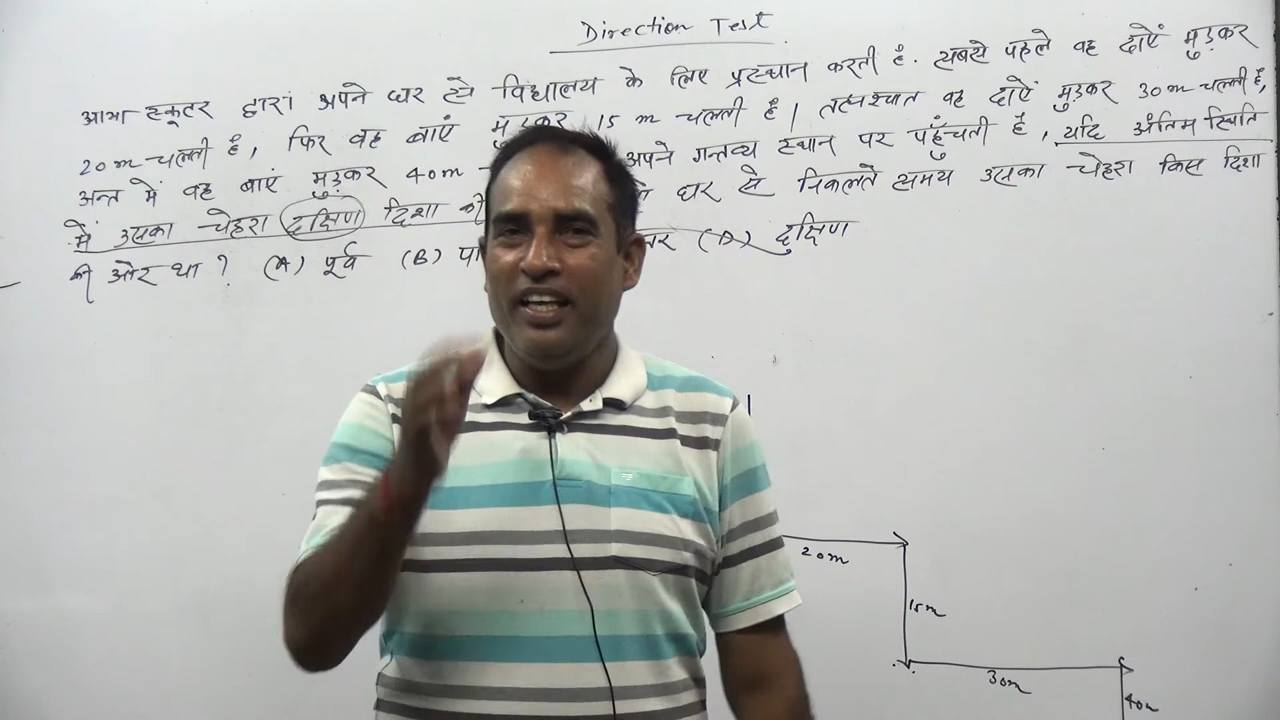 Direction Test
आभा स्कूटर द्वारा अपने घर से विद्यालय के लिए प्रस्थान करती है. सबसे पहले वह दाएँ मुड़कर
20m चलती है, फिर वह बाएं मुड़कर 15 m चलती है। तत्पश्चात वह दाएँ मुड़कर 30m चलती है,
अन्त में वह बाएं मुड़कर 40m अपने गन्तव्य स्थान पर पहुँचती है, यदि अंतिम स्थिति
में उसका चेहरा दक्षिण दिशा की घर से निकलते समय उसका चेहरा किस दिशा
की ओर था ? (A) पूर्व (B) (D) दक्षिण
20m
15m
30m